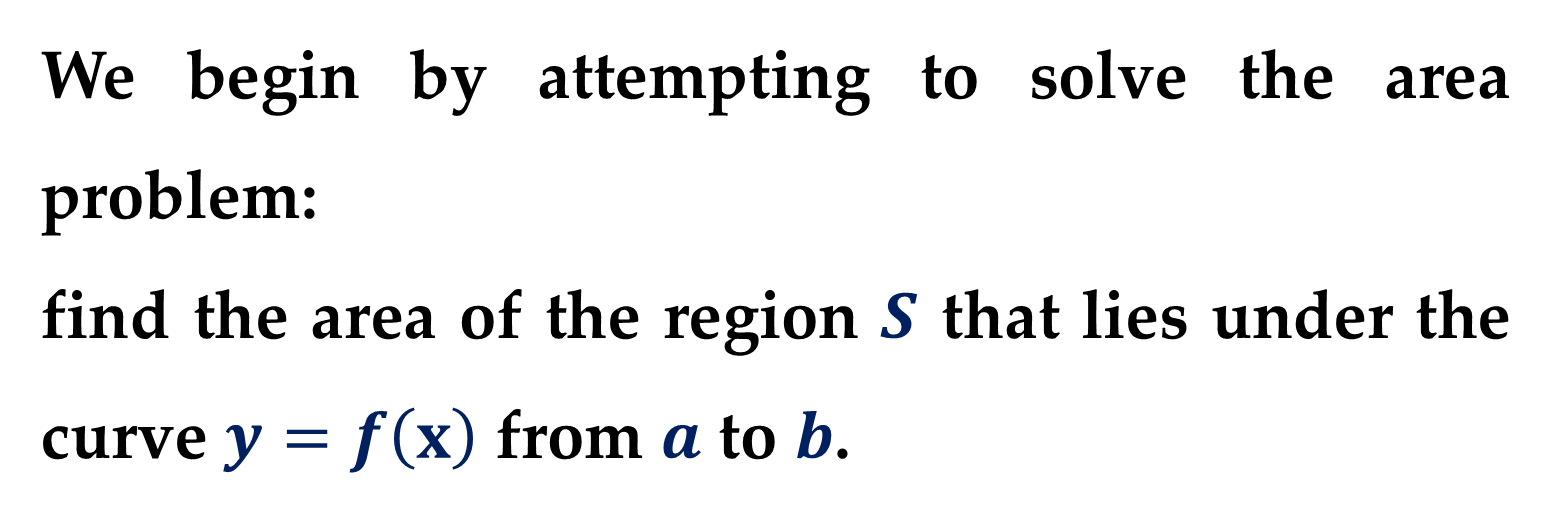 We begin by attempting to solve the area
problem:
find the area of the region S that lies under the
curve y = f(x) from a to b.